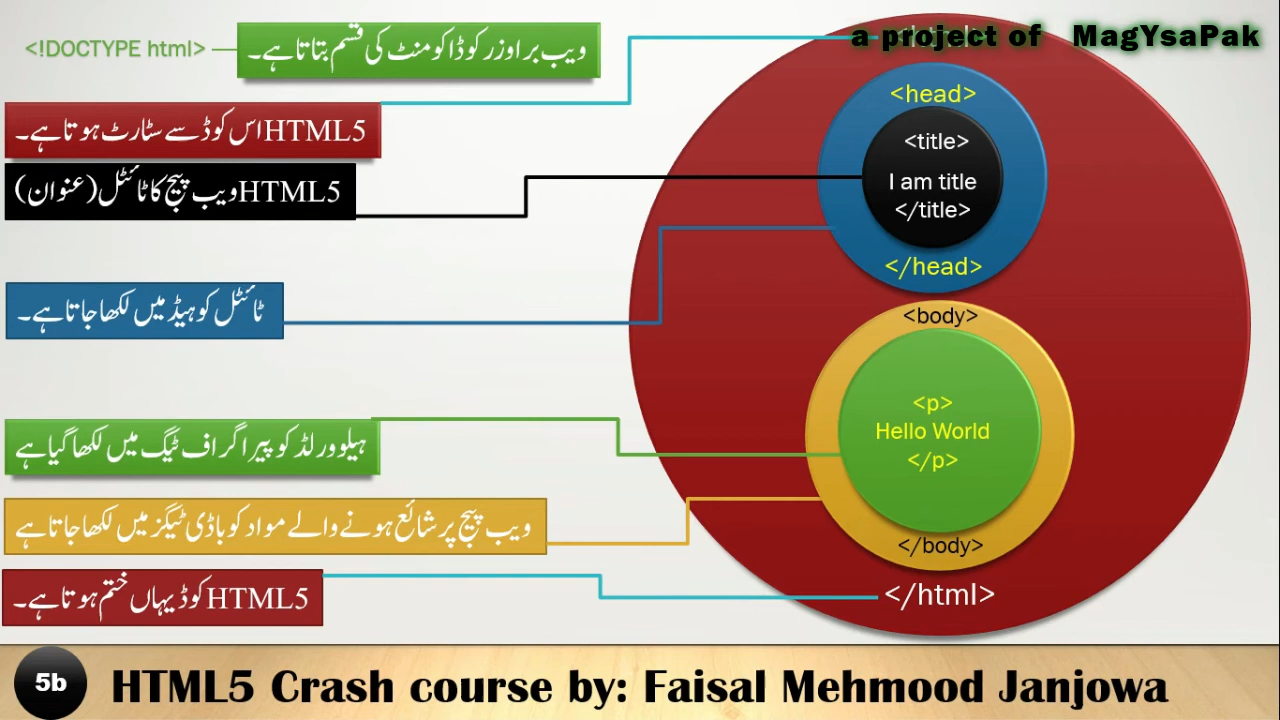 a project of MagYsaPak
<!DOCTYPE html>
ویب براوزر کو ڈاکومنٹ کی قسم بتاتا ہے۔
HTML5 اس کوڈ سے سٹارٹ ہوتا ہے۔
HTML5 ویب پیج کا ٹائٹل (عنوان)
ٹائٹل کو ہیڈ میں لکھا جاتا ہے۔
ہیلو ورلڈ کو پیراگراف ٹیگ میں لکھا گیا ہے
ویب پیج پر شائع ہونے والے مواد کو باڈی ٹیگز میں لکھا جاتا ہے
HTML5 کوڈ یہاں ختم ہوتا ہے۔
<html>
<head>
<title>
I am title
</title>
</head>
<body>
<p>
Hello World
</p>
</body>
</html>
5b
HTML5 Crash course by: Faisal Mehmood Janjowa